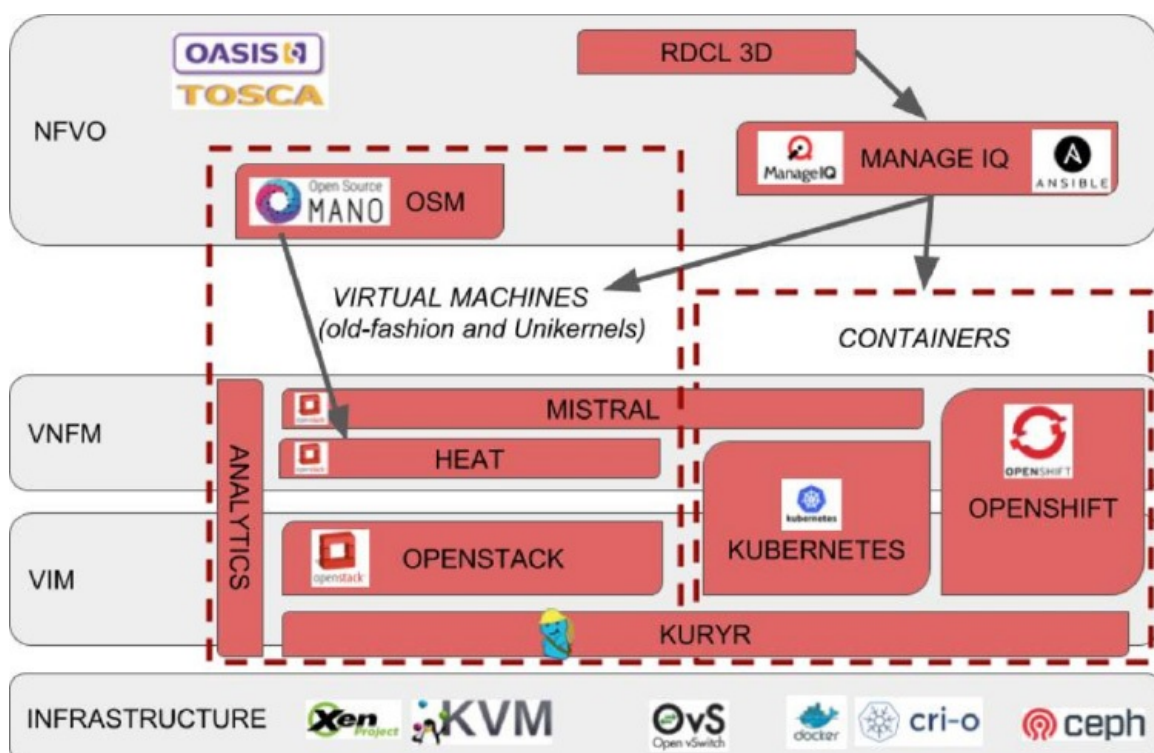 OASIS
TOSCA
RDCL 3D
NFVO
ManageIQ
MANAGE IQ
ANSIBLE
Open Source
MANO
OSM
VIRTUAL MACHINES
(old-fashion and Unikernels)
CONTAINERS
VNFM
ANALYTICS
openstack
MISTRAL
openstack
HEAT
OPENSHIFT
OPENSHIFT
kubernetes
KUBERNETES
VIM
openstack
OPENSTACK
KURYR
INFRASTRUCTURE
Xen
Project
KVM
OvS
Open vSwitch
docker
cri-o
ceph